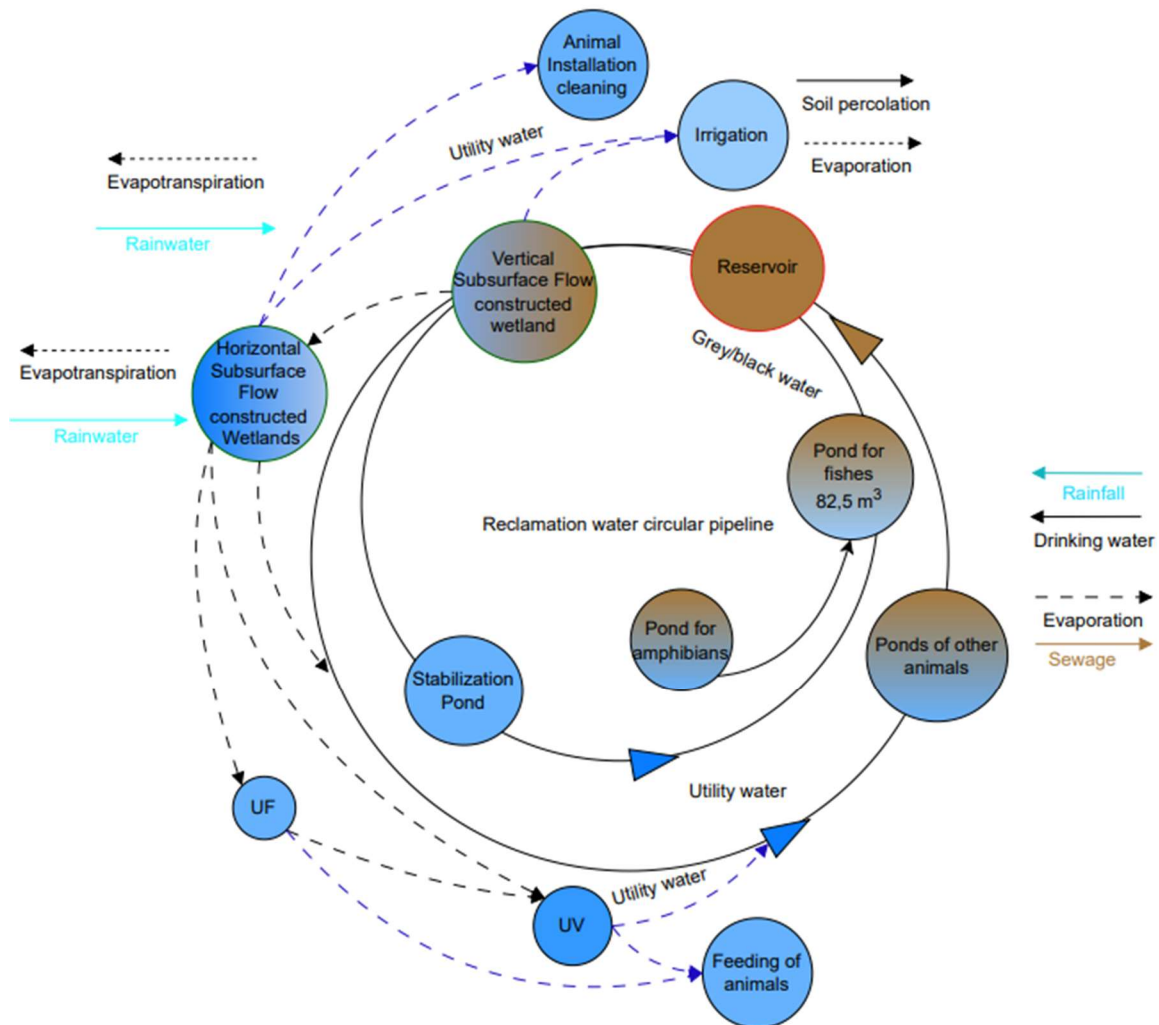 Animal
Installation
cleaning
Soil percolation
Irrigation
Utility water
Evaporation
Evapotranspiration
Rainwater
Vertical
Subsurface Flow
constructed
wetland
Reservoir
Grey/black water
Evapotranspiration
Rainwater
Horizontal
Subsurface
Flow
constructed
Wetlands
Pond for
fishes
82,5 m³
Rainfall
Drinking water
Evaporation
Sewage
Reclamation water circular pipeline
Pond for
amphibians
Ponds of other
animals
Stabilization
Pond
Utility water
UF
Utility water
UV
Feeding of
animals